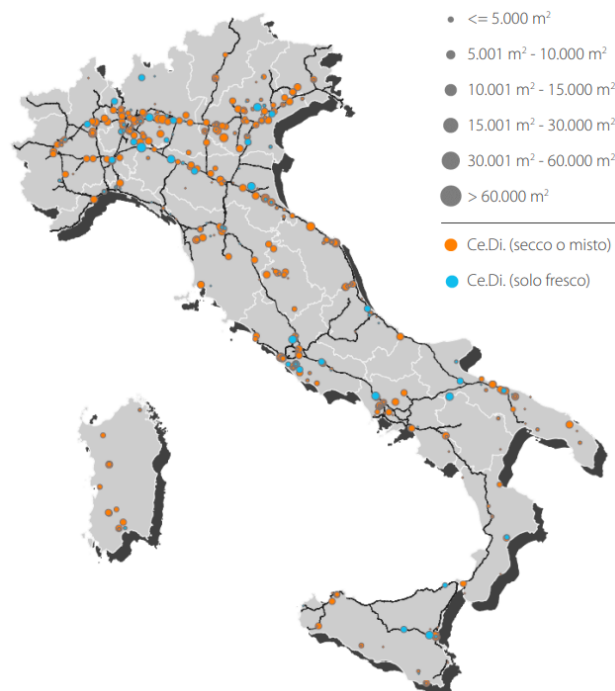 <= 5.000 m²
5.001 m² - 10.000 m²
10.001 m² - 15.000 m²
15.001 m² - 30.000 m²
30.001 m² - 60.000 m²
> 60.000 m²
Ce.Di. (secco o misto)
Ce.Di. (solo fresco)